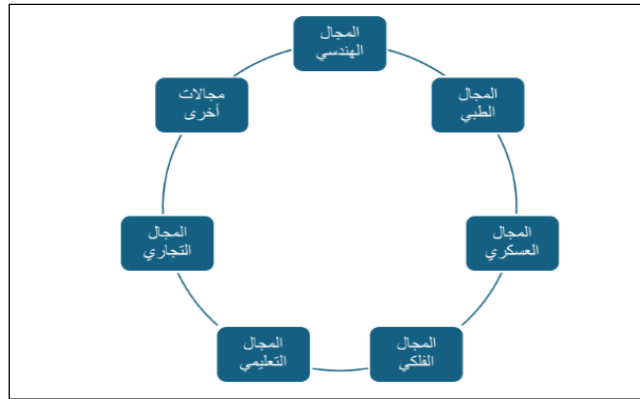 المجال
الهندسي
المجال
الطبي
المجال
العسكري
المجال
الفلكي
المجال
التعليمي
المجال
التجاري
مجالات
أخرى